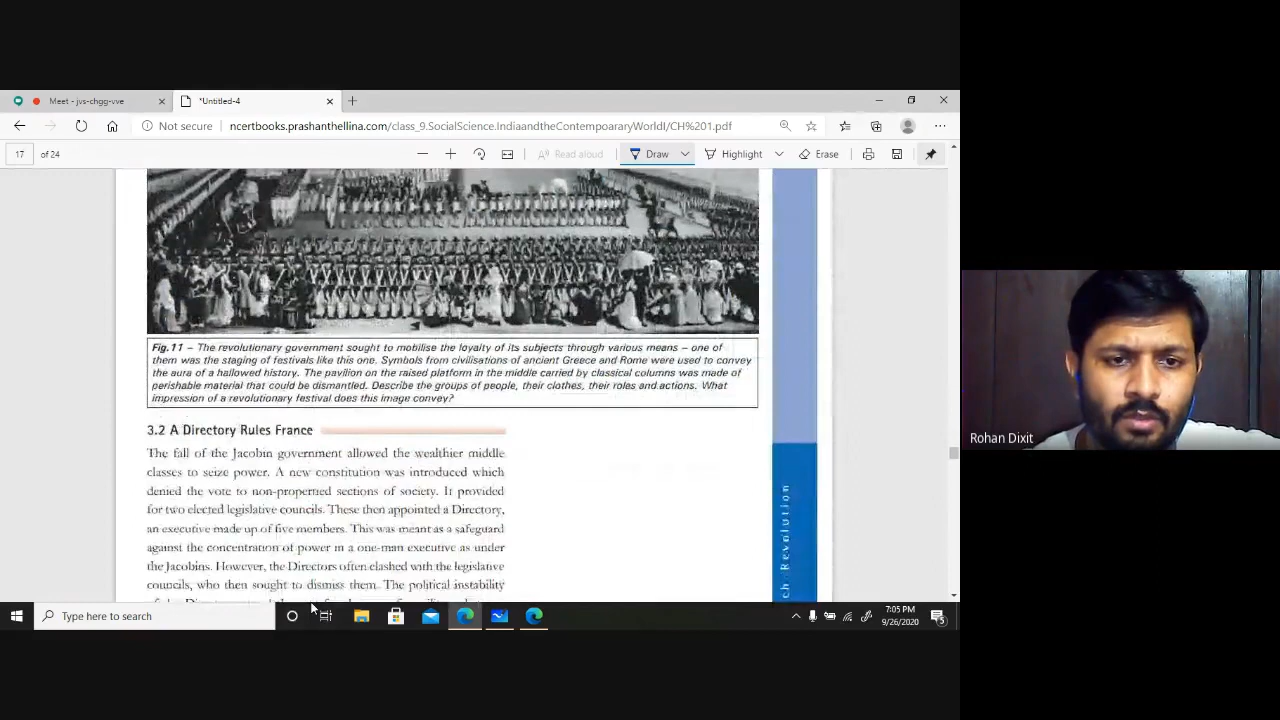 Meet - jvs-chgg-vve
*Untitled-4
Not secure
ncertbooks.prashanthellina.com/class_9.SocialScience.IndiaandtheContempoararyWorldI/CH%201.pdf
17 of 24
Read aloud
Draw
Highlight
Erase
Fig.11 – The revolutionary government sought to mobilise the loyalty of its subjects through various means – one of
them was the staging of festivals like this one. Symbols from civilisations of ancient Greece and Rome were used to convey
the aura of a hallowed history. The pavilion on the raised platform in the middle carried by classical columns was made of
perishable material that could be dismantled. Describe the groups of people, their clothes, their roles and actions. What
impression of a revolutionary festival does this image convey?
3.2 A Directory Rules France
The fall of the Jacobin government allowed the wealthier middle
classes to seize power. A new constitution was introduced which
denied the vote to non-propertied sections of society. It provided
for two elected legislative councils. These then appointed a Directory,
an executive made up of five members. This was meant as a safeguard
against the concentration of power in a one-man executive as under
the Jacobins. However, the Directors often clashed with the legislative
councils, who then sought to dismiss them. The political instability
ch Revolution
Rohan Dixit
Type here to search
7:05 PM
9/26/2020
5